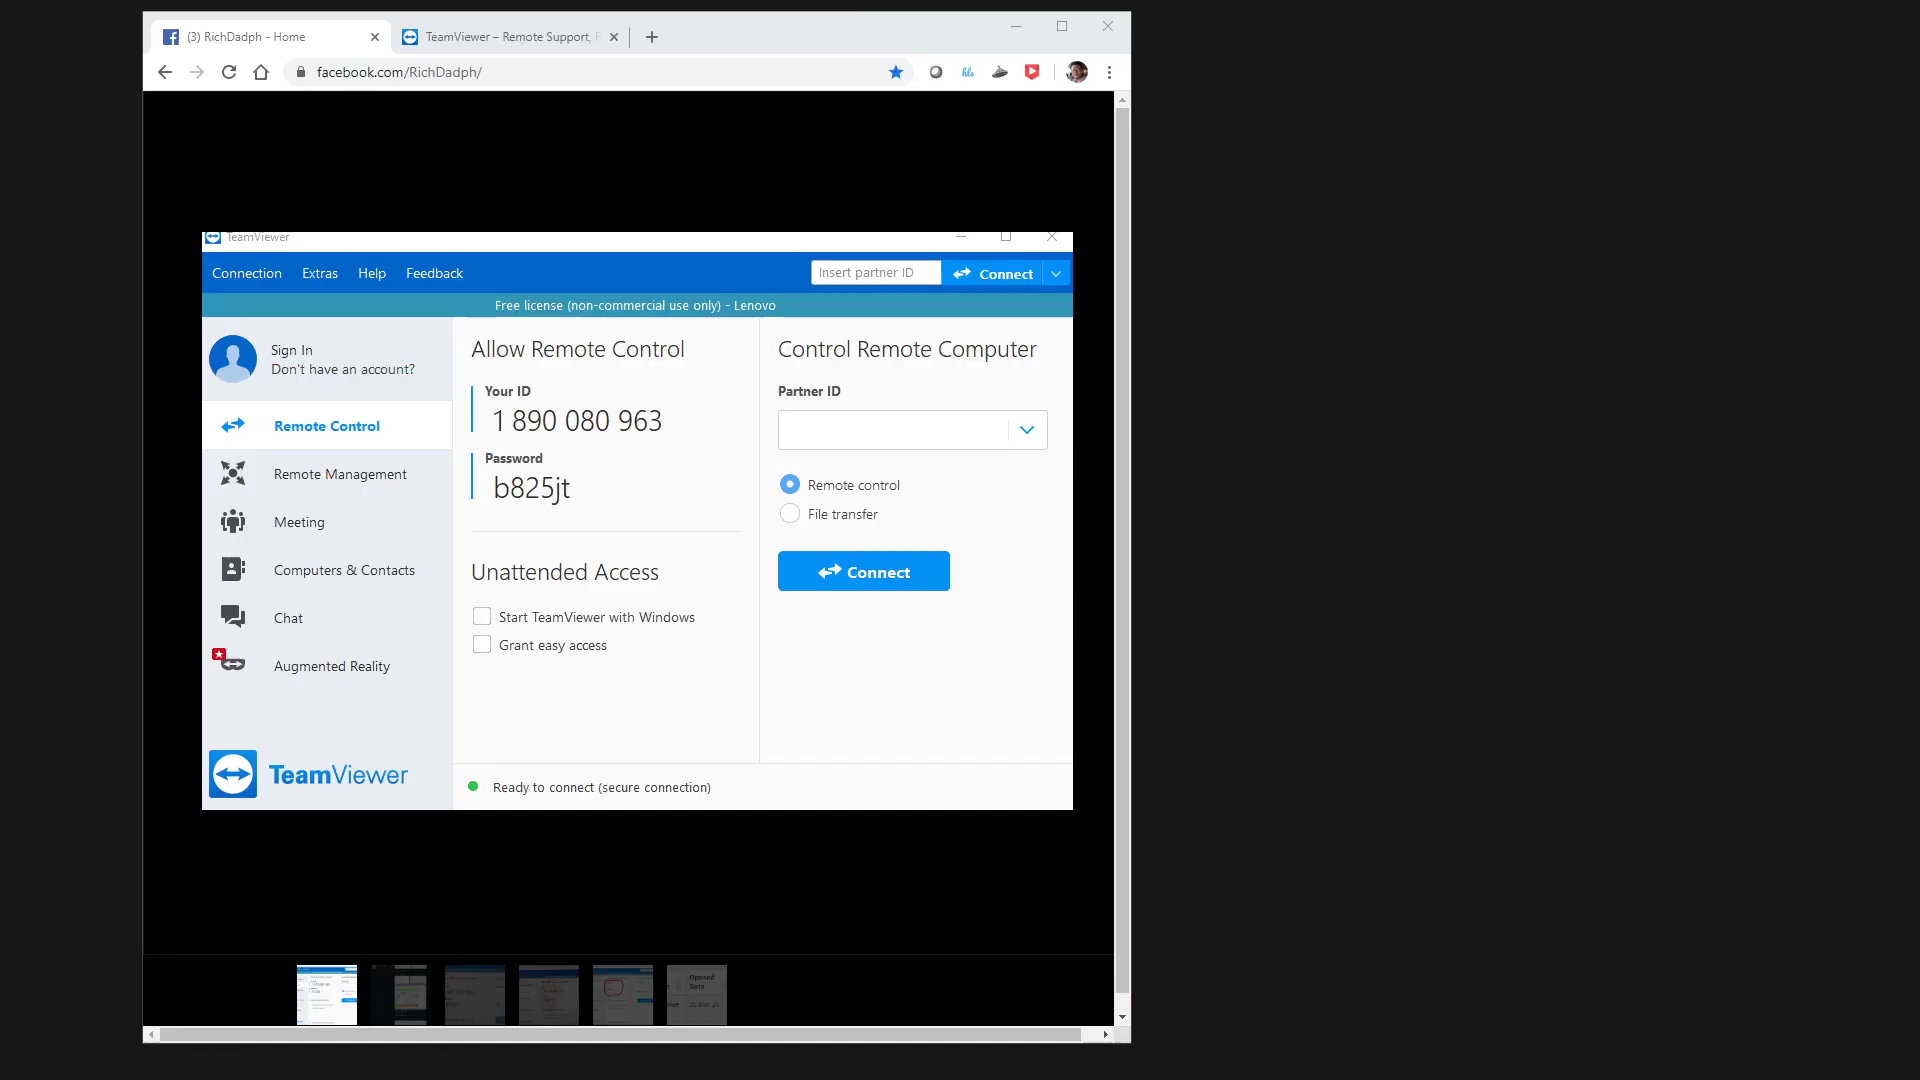 (3) RichDadph - Home
TeamViewer – Remote Support,
facebook.com/RichDadph/
hls
TeamViewer
Connection Extras Help Feedback
Insert partner ID
Connect
Free license (non-commercial use only) - Lenovo
Sign In
Don't have an account?
Remote Control
Remote Management
Meeting
Computers & Contacts
Chat
Augmented Reality
TeamViewer
Allow Remote Control
Your ID
1 890 080 963
Password
b825jt
Unattended Access
Start TeamViewer with Windows
Grant easy access
Control Remote Computer
Partner ID
Remote control
File transfer
Connect
Ready to connect (secure connection)
Opened
Date